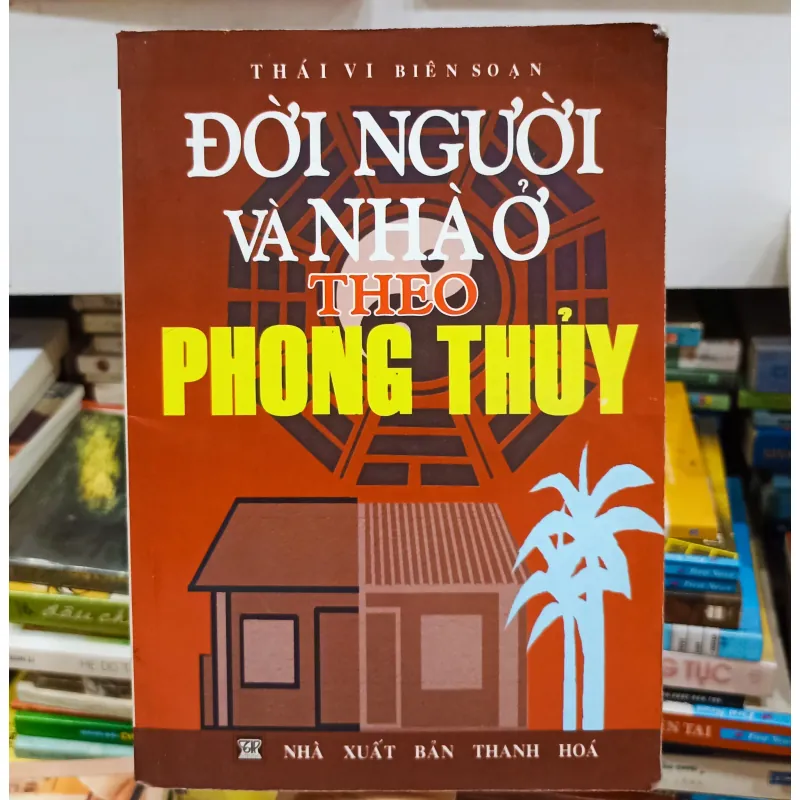 THÁI VI BIÊN SOẠN
ĐỜI NGƯỜI
VÀ NHÀ Ở
THEO
PHONG THỦY
NHÀ XUẤT BẢN THANH HOÁ